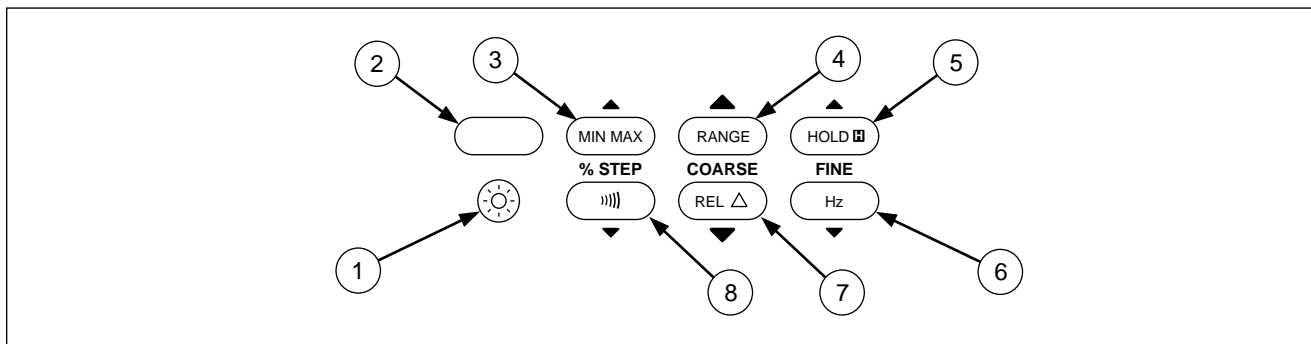 2
3
4
5
MIN MAX
RANGE
HOLD H
% STEP
COARSE
FINE
REL △
Hz
1
8
7
6